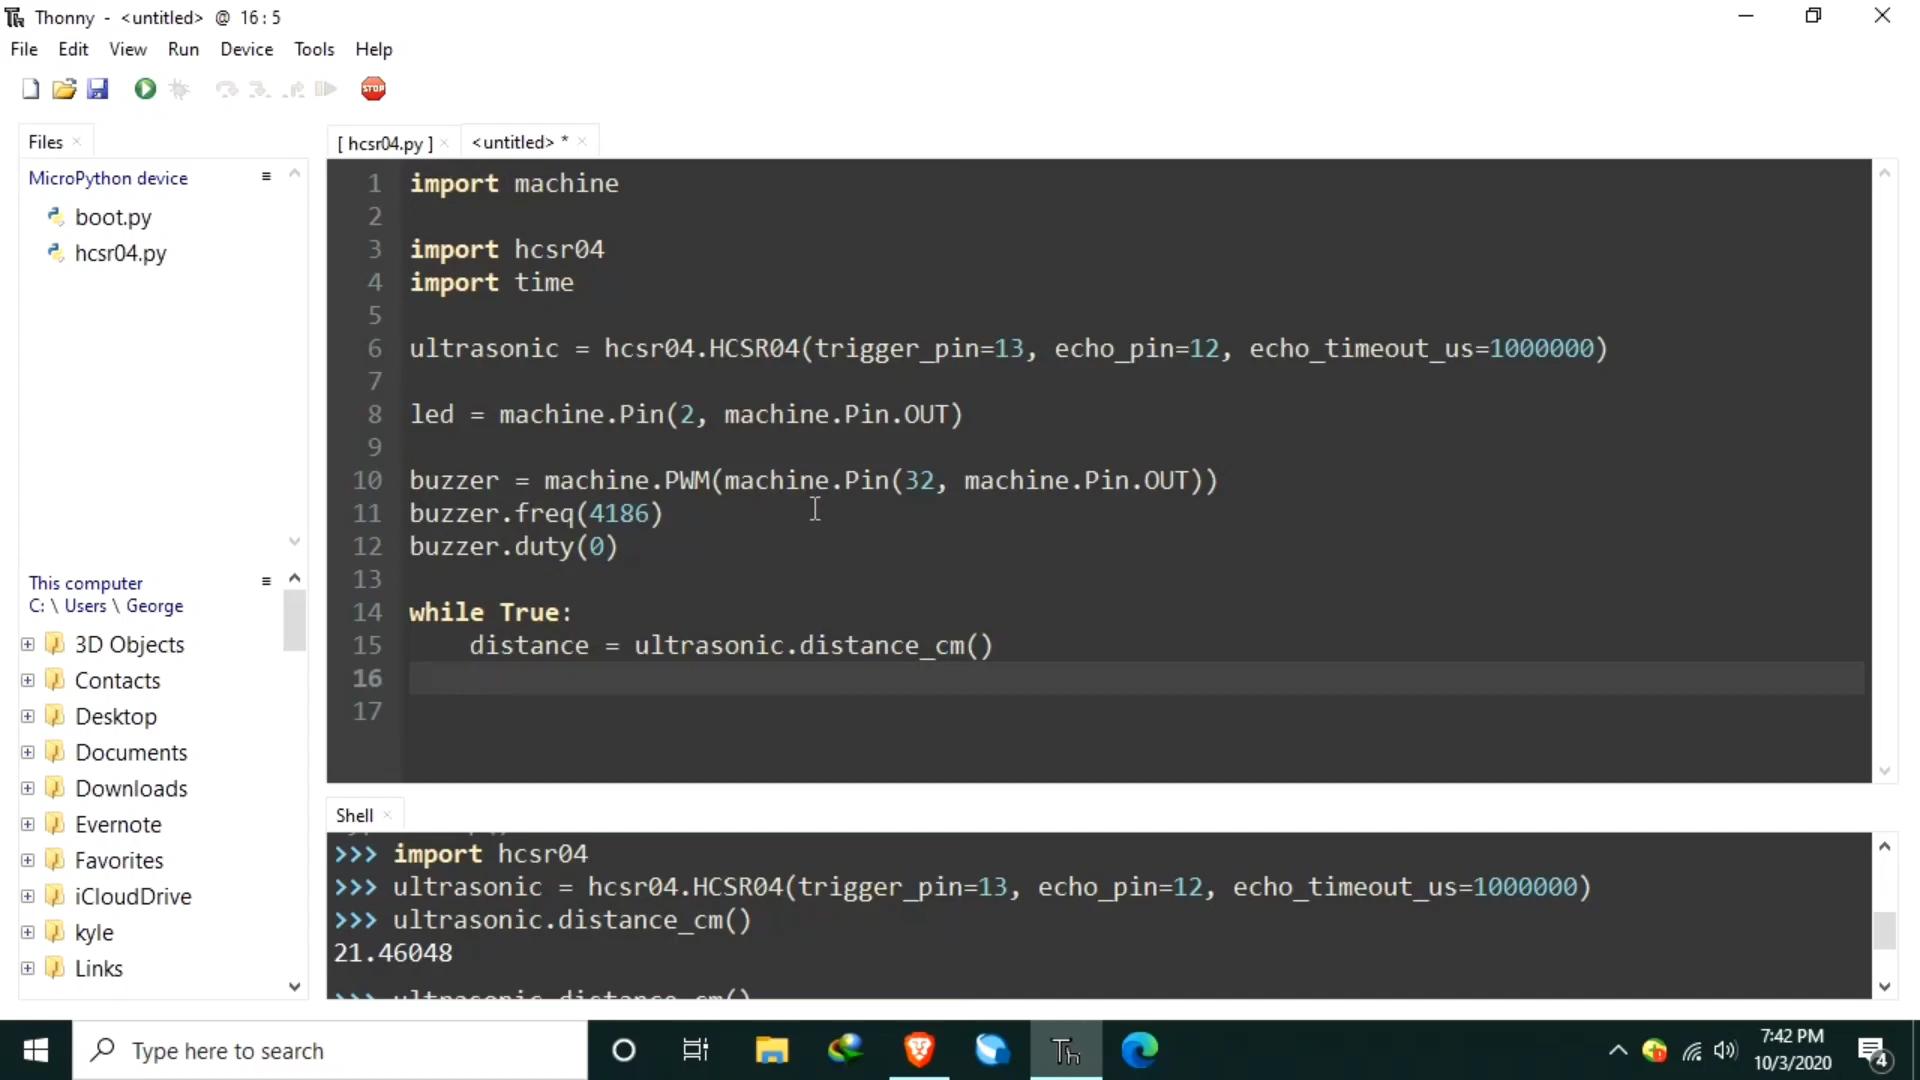 Thonny - <untitled> @ 16 : 5
File Edit View Run Device Tools Help
STOP
Files
MicroPython device
boot.py
hcsr04.py
This computer
C: \ Users \ George
3D Objects
Contacts
Desktop
Documents
Downloads
Evernote
Favorites
iCloudDrive
kyle
Links
[ hcsr04.py ] <untitled> *
1 import machine
2
3 import hcsr04
4 import time
5
6 ultrasonic = hcsr04.HCSR04(trigger_pin=13, echo_pin=12, echo_timeout_us=1000000)
7
8 led = machine.Pin(2, machine.Pin.OUT)
9
10 buzzer = machine.PWM(machine.Pin(32, machine.Pin.OUT))
11 buzzer.freq(4186)
12 buzzer.duty(0)
13
14 while True:
15 distance = ultrasonic.distance_cm()
16
17
Shell
>>> import hcsr04
>>> ultrasonic = hcsr04.HCSR04(trigger_pin=13, echo_pin=12, echo_timeout_us=1000000)
>>> ultrasonic.distance_cm()
21.46048
>>> ultrasonic.distance_cm()
Type here to search
Th
7:42 PM
10/3/2020
4